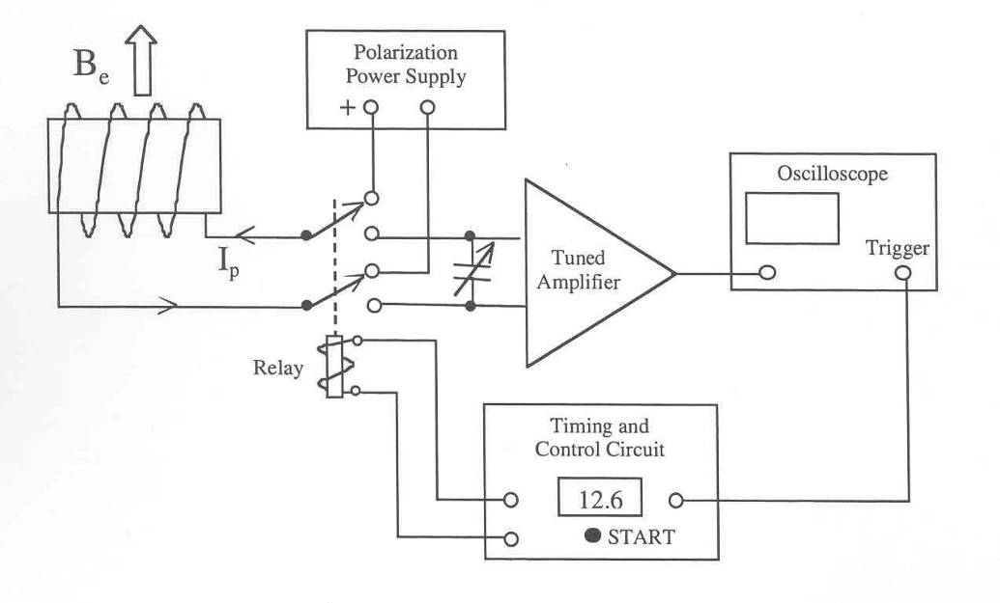 B_e
Polarization
Power Supply
+
Oscilloscope
Trigger
I_p
Tuned
Amplifier
Relay
Timing and
Control Circuit
12.6
START